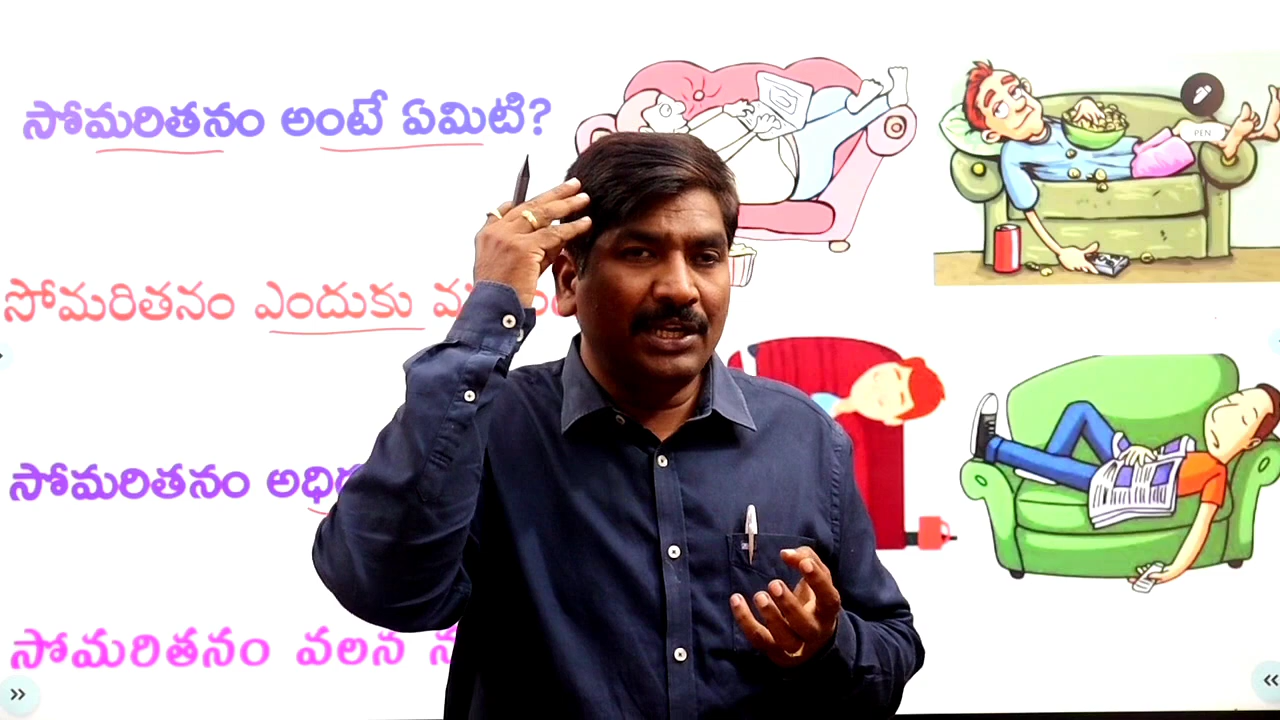 సోమరితనం అంటే ఏమిటి?
సోమరితనం ఎందుకు
సోమరితనం
సోమరితనం వలన
PEN